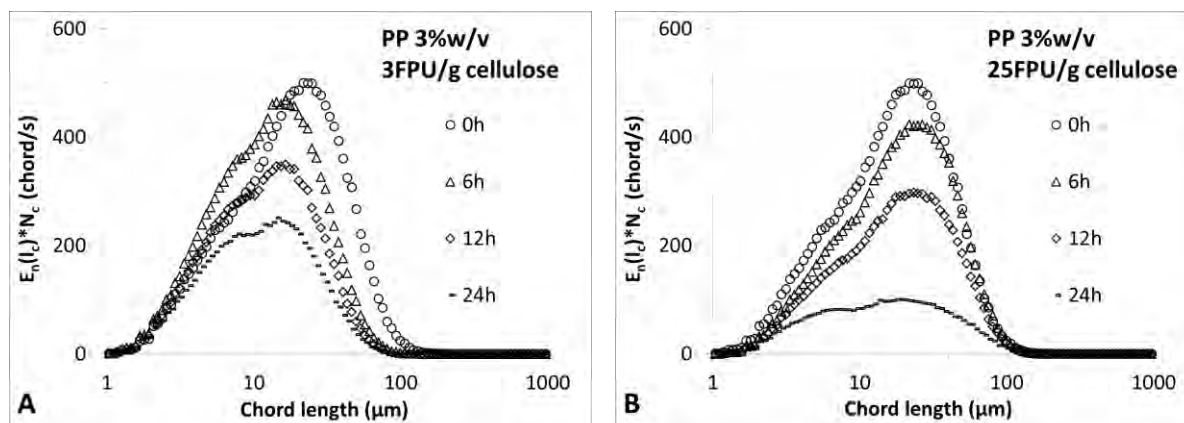 600
400
200
0
E_n(l_c)*N_c (chord/s)
PP 3%w/v
3FPU/g cellulose
0h
6h
12h
24h
1 10 100 1000
Chord length (µm)
A
600
400
200
0
E_n(l_c)*N_c (chord/s)
PP 3%w/v
25FPU/g cellulose
0h
6h
12h
24h
1 10 100 1000
Chord length (µm)
B